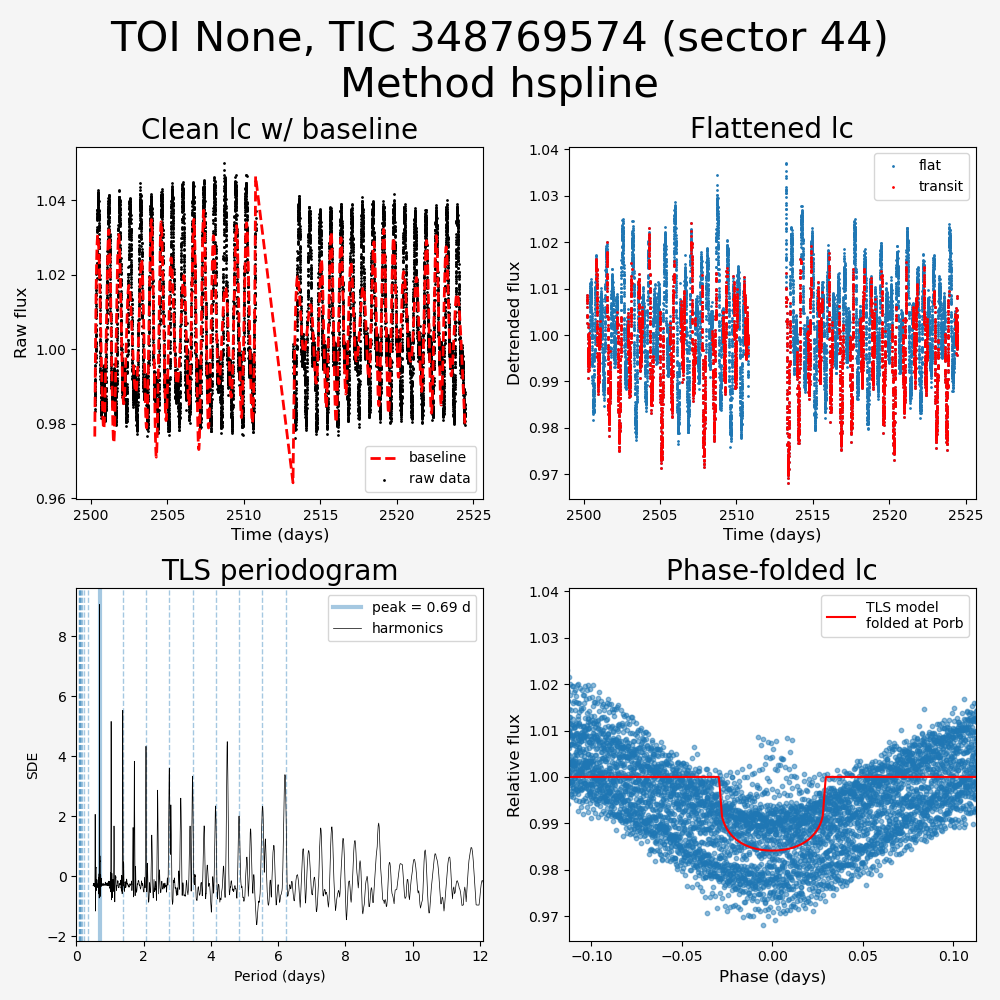 TOI None, TIC 348769574 (sector 44)
Method hspline
Clean lc w/ baseline
Raw flux
1.04
1.02
1.00
0.98
0.96
baseline
raw data
2500
2505
2510
2515
2520
2525
Time (days)
Flattened lc
Detrended flux
1.04
1.03
1.02
1.01
1.00
0.99
0.98
0.97
flat
transit
2500
2505
2510
2515
2520
2525
Time (days)
TLS periodogram
SDE
8
6
4
2
0
−2
peak = 0.69 d
harmonics
0
2
4
6
8
10
12
Period (days)
Phase-folded lc
Relative flux
1.04
1.03
1.02
1.01
1.00
0.99
0.98
0.97
TLS model
folded at Porb
−0.10
−0.05
0.00
0.05
0.10
Phase (days)